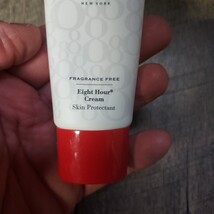 NEW YORK
FRAGRANCE FREE
Eight Hour®
Cream
Skin Protectant